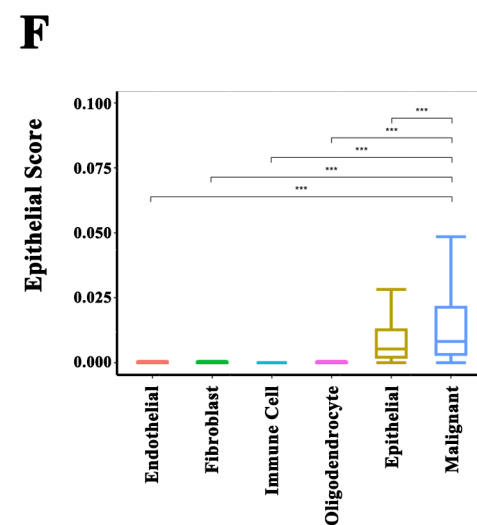 F
Epithelial Score
0.100
0.075
0.050
0.025
0.000
***
***
***
***
***
Endothelial
Fibroblast
Immune Cell
Oligodendrocyte
Epithelial
Malignant